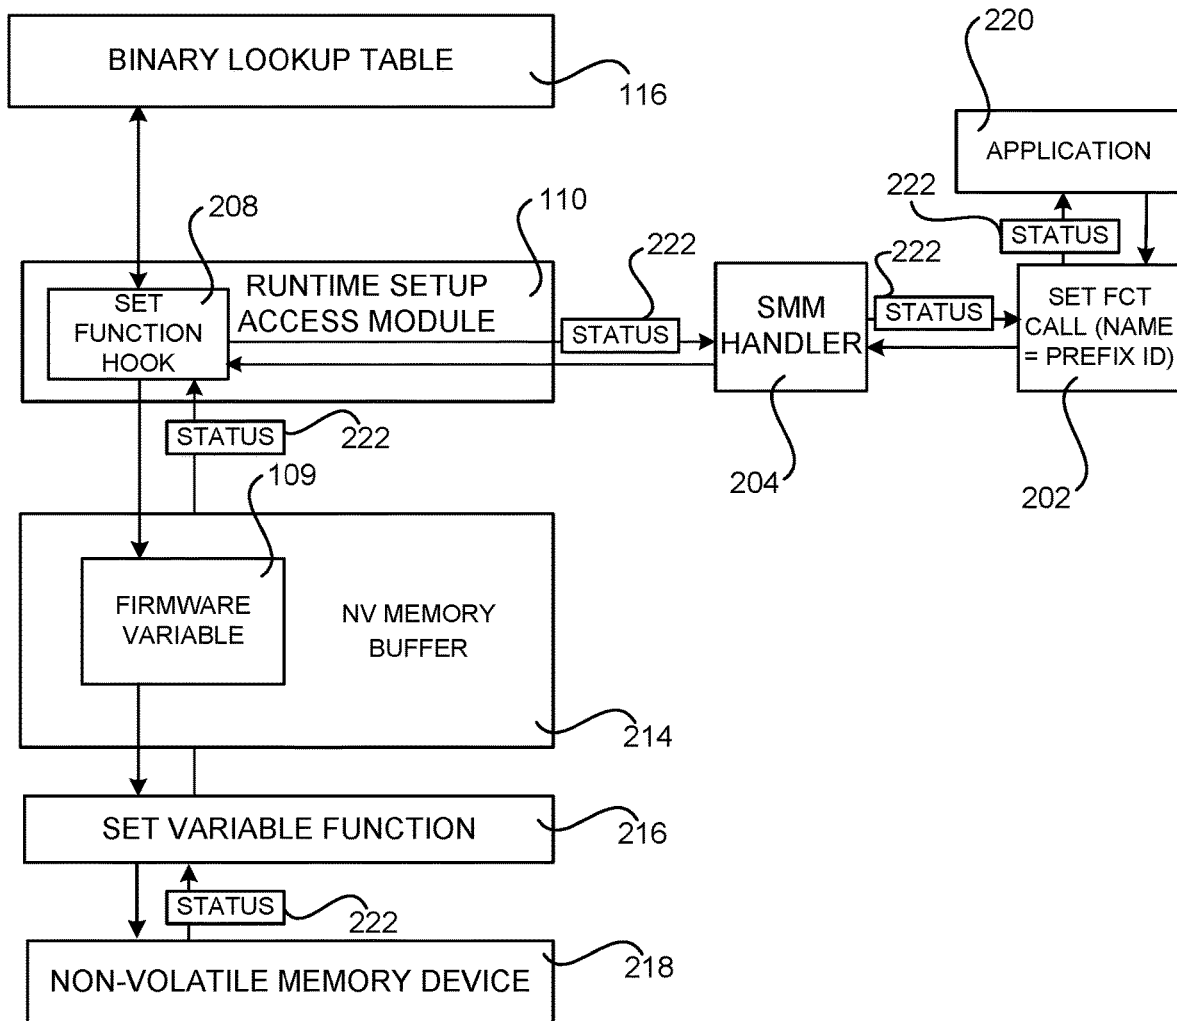 220
BINARY LOOKUP TABLE
116
APPLICATION
222
STATUS
208
110
222
222
RUNTIME SETUP
ACCESS MODULE
SET
FUNCTION
HOOK
STATUS
SMM
HANDLER
STATUS
SET FCT
CALL (NAME
= PREFIX ID)
STATUS
222
109
204
202
FIRMWARE
VARIABLE
NV MEMORY
BUFFER
214
SET VARIABLE FUNCTION
216
STATUS
222
NON-VOLATILE MEMORY DEVICE
218